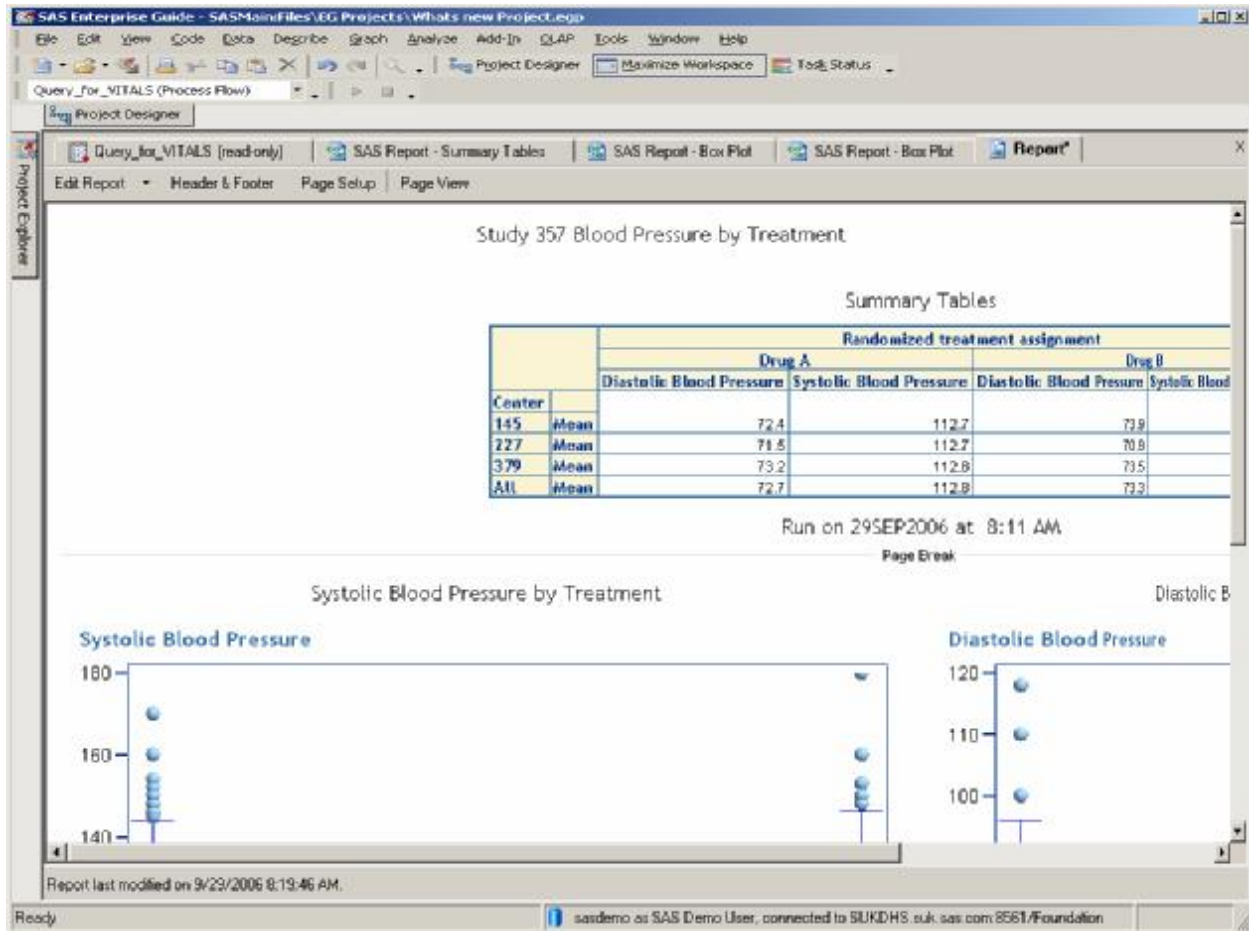 SAS Enterprise Guide - SASMain\Files\EG Projects\Whats new Project.egp
File Edit View Code Data Describe Graph Analyze Add-In OLAP Tools Window Help
Project Designer Maximize Workspace Task Status
Query_for_VITALS (Process Flow)
Project Designer
Project Explorer
Query_for_VITALS (read-only) SAS Report - Summary Tables SAS Report - Box Plot SAS Report - Box Plot Report*
Edit Report Header & Footer Page Setup Page View
Study 357 Blood Pressure by Treatment
Summary Tables
Randomized treatment assignment
Drug A Drug B
Diastolic Blood Pressure Systolic Blood Pressure Diastolic Blood Pressure Systolic Blood
Center
145 Mean 72.4 112.7 73.9
227 Mean 71.5 112.7 70.9
379 Mean 73.2 112.8 73.5
All Mean 72.7 112.8 73.3
Run on 29SEP2006 at 8:11 AM
Page Break
Systolic Blood Pressure by Treatment Diastolic B
Systolic Blood Pressure Diastolic Blood Pressure
180 120
160 110
140 100
Report last modified on 9/29/2006 8:19:46 AM.
Ready sasdemo as SAS Demo User, connected to SUKDHS.suk.sas.com:8561/Foundation